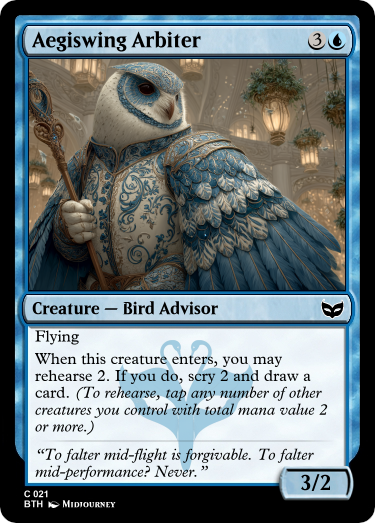 Aegiswing Arbiter 3
Creature — Bird Advisor
Flying
When this creature enters, you may
rehearse 2. If you do, scry 2 and draw a
card. (To rehearse, tap any number of other
creatures you control with total mana value 2
or more.)
“To falter mid-flight is forgivable. To falter
mid-performance? Never.”
3/2
C 021
BTH Midjourney